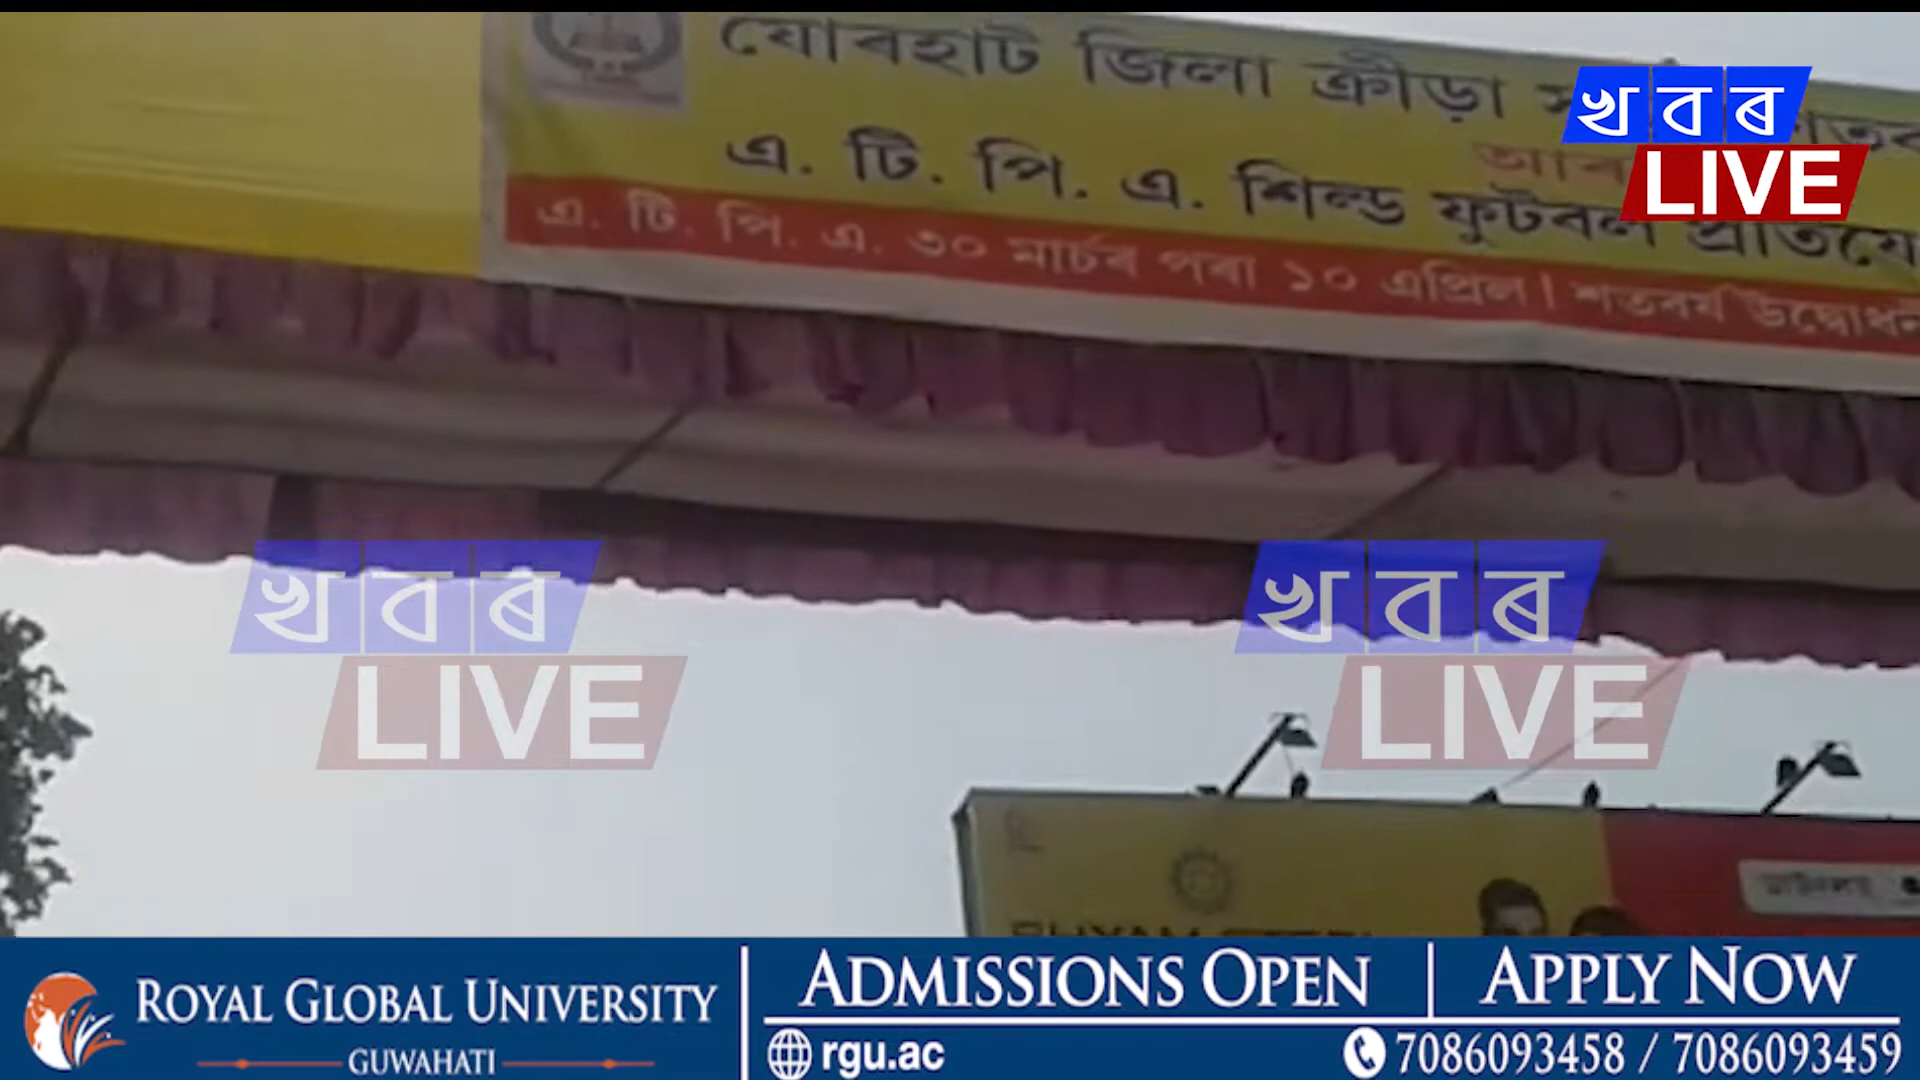 যোৰহাট জিলা ক্ৰীড়া
খবৰ
LIVE
এ. টি. পি. এ. শিল্ড ফুটবল
এ. টি. পি. এ. ৩০ মাৰ্চৰ পৰা ১০ এপ্ৰিল। শতবৰ্ষ
খবৰ
LIVE
খবৰ
LIVE
ROYAL GLOBAL UNIVERSITY
GUWAHATI
ADMISSIONS OPEN
APPLY NOW
rgu.ac
7086093458 / 7086093459